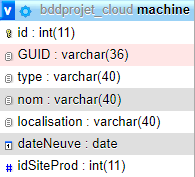 v bddprojet_cloud machine
id : int(11)
GUID : varchar(36)
type : varchar(40)
nom : varchar(40)
localisation : varchar(40)
dateNeuve : date
# idSiteProd : int(11)